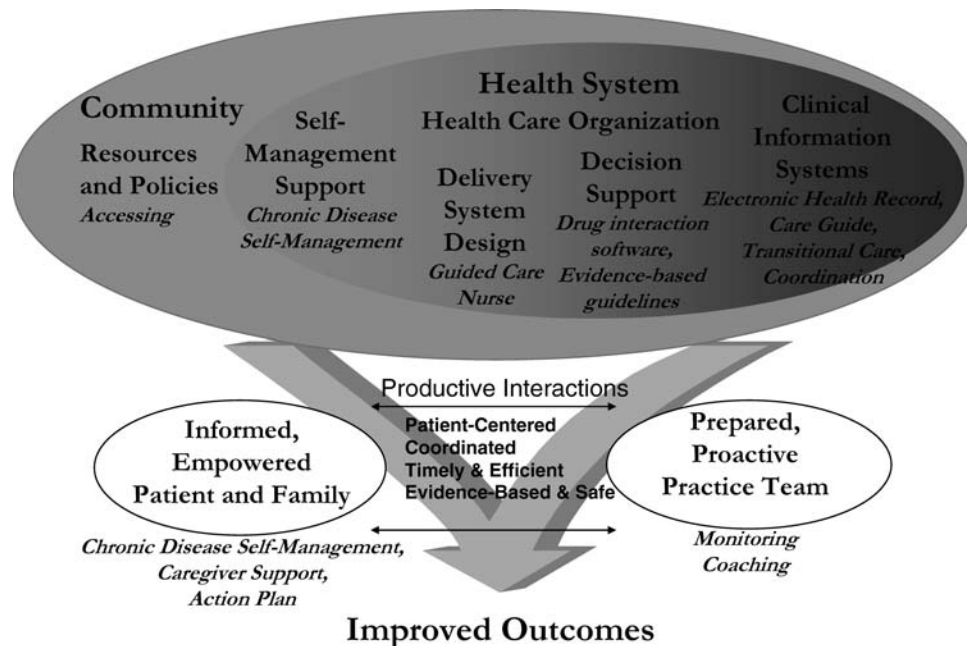 Community
Resources
and Policies
Accessing
Self-
Management
Support
Chronic Disease
Self-Management
Health System
Health Care Organization
Delivery
System
Design
Guided Care
Nurse
Decision
Support
Drug interaction
software,
Evidence-based
guidelines
Clinical
Information
Systems
Electronic Health Record,
Care Guide,
Transitional Care,
Coordination
Productive Interactions
Informed,
Empowered
Patient and Family
Patient-Centered
Coordinated
Timely & Efficient
Evidence-Based & Safe
Prepared,
Proactive
Practice Team
Chronic Disease Self-Management,
Caregiver Support,
Action Plan
Monitoring
Coaching
Improved Outcomes